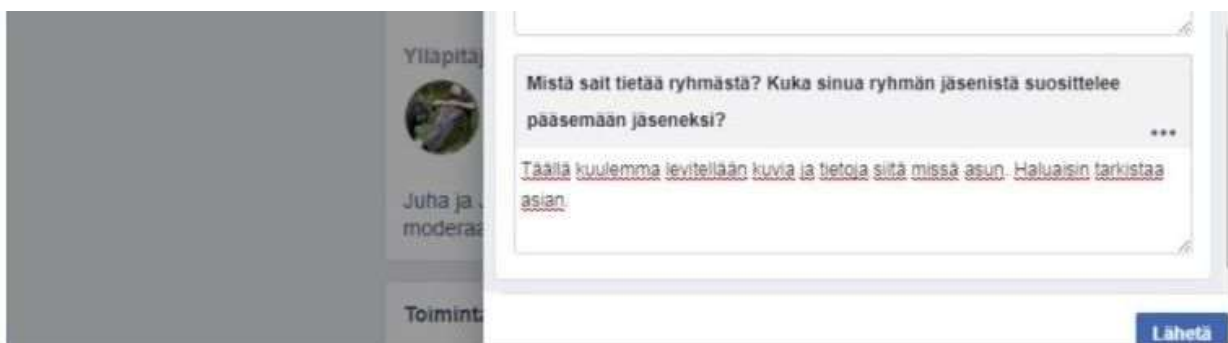 Ylläpitäj
Mistä sait tietää ryhmästä? Kuka sinua ryhmän jäsenistä suosittelee
pääsemään jäseneksi?
Täällä kuulemma levitellään kuvia ja tietoja siitä missä asun. Haluaisin tarkistaa
asian.
Juha ja J
moderaa
Toiminta
Lähetä